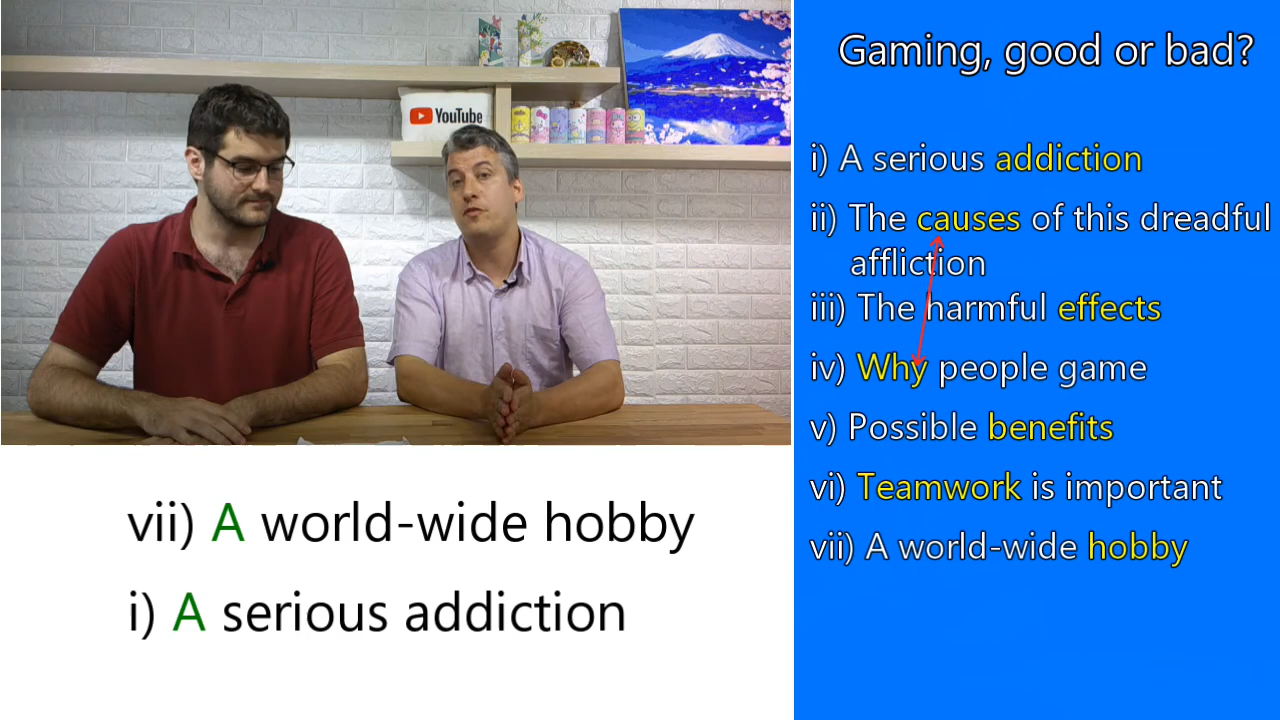 YouTube
Gaming, good or bad?
i) A serious addiction
ii) The causes of this dreadful
affliction
iii) The harmful effects
iv) Why people game
v) Possible benefits
vi) Teamwork is important
vii) A world-wide hobby
vii) A world-wide hobby
i) A serious addiction